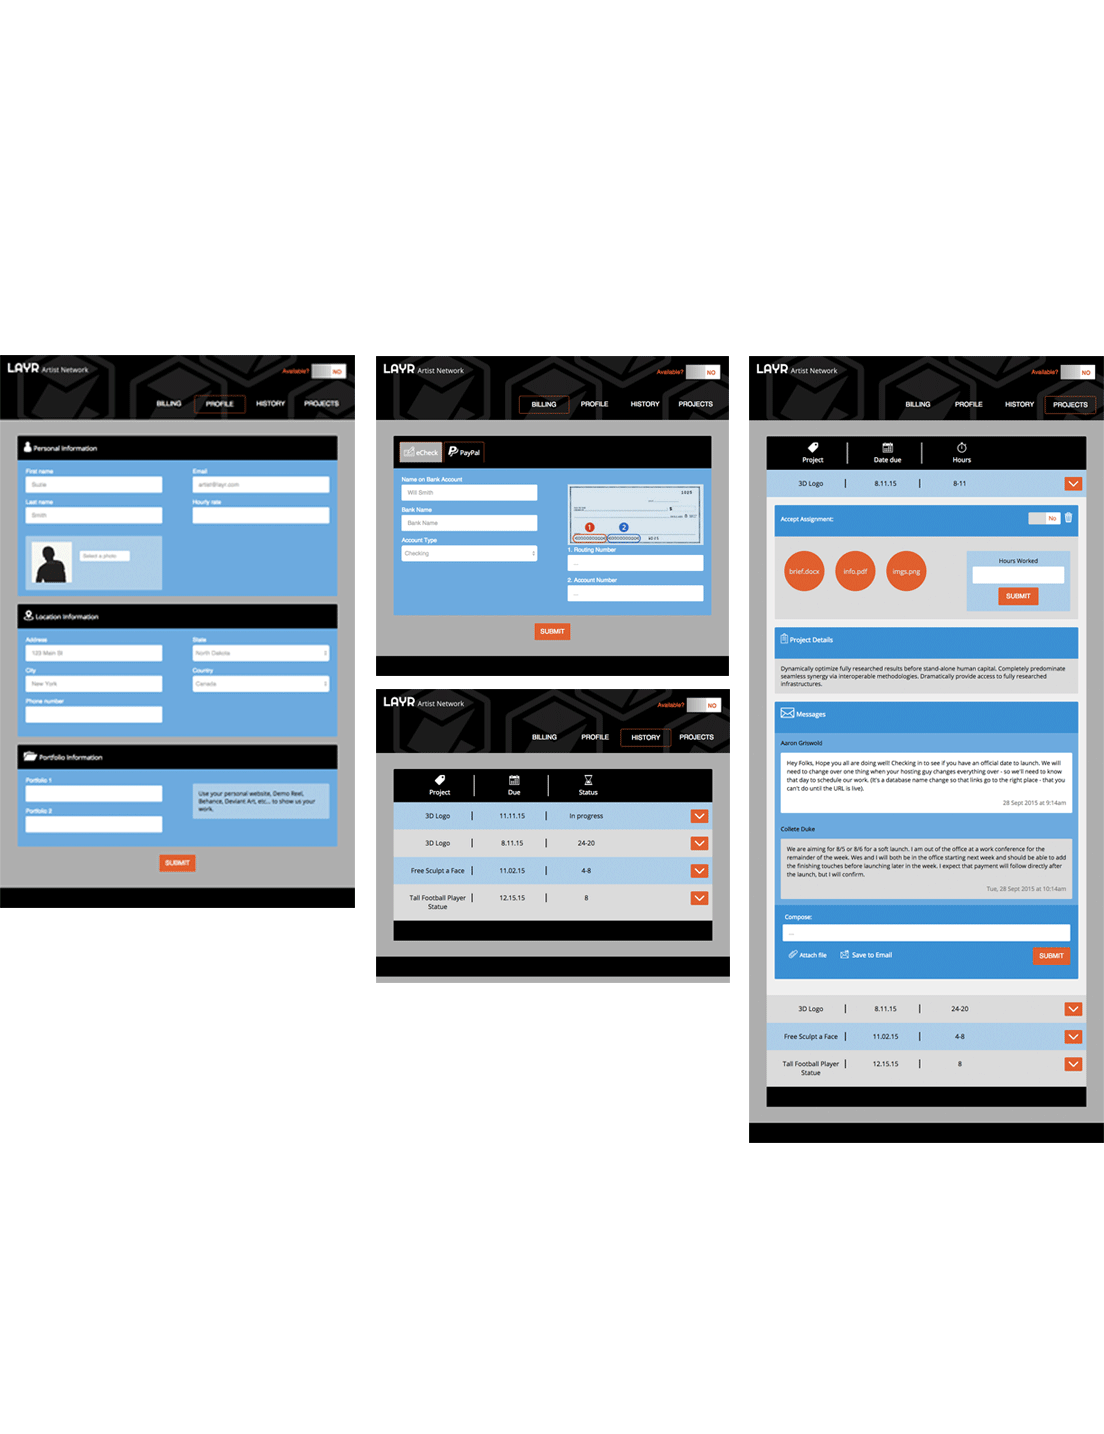 LAYR Artist Network
Available? NO
BILLING PROFILE HISTORY PROJECTS
Personal Information
First name Email
Suzie artist@layr.com
Last name Hourly rate
Smith
Select a photo
Location Information
Address State
123 Main St North Dakota
City Country
New York Canada
Phone number
Portfolio Information
Portfolio 1
Use your personal website, Demo Reel,
Behance, Deviant Art, etc... to show us your
work.
Portfolio 2
SUBMIT
LAYR Artist Network
Available? NO
BILLING PROFILE HISTORY PROJECTS
eCheck PayPal
Name on Bank Account
Will Smith
Bank Name
Bank Name
Account Type
Checking
1025
$
1 2
1. Routing Number
...
2. Account Number
...
SUBMIT
LAYR Artist Network
Available? NO
BILLING PROFILE HISTORY PROJECTS
Project Due Status
3D Logo 11.11.15 In progress
3D Logo 8.11.15 24-20
Free Sculpt a Face 11.02.15 4-8
Tall Football Player 12.15.15 8
Statue
LAYR Artist Network
Available? NO
BILLING PROFILE HISTORY PROJECTS
Project Date due Hours
3D Logo 8.11.15 8-11
Accept Assignment: No
brief.docx info.pdf imgs.png
Hours Worked
SUBMIT
Project Details
Dynamically optimize fully researched results before stand-alone human capital. Completely predominate
seamless synergy via interoperable methodologies. Dramatically provide access to fully researched
infrastructures.
Messages
Aaron Griswold
Hey Folks, Hope you all are doing well! Checking in to see if you have an official date to launch. We will
need to change over one thing when your hosting guy changes everything over - so we'll need to know
that day to schedule our work. (It's a database name change so that links go to the right place - that you
can't do until the URL is live).
28 Sept 2015 at 9:14am
Collete Duke
We are aiming for 8/5 or 8/6 for a soft launch. I am out of the office at a work conference for the
remainder of the week. Wes and I will both be in the office starting next week and should be able to add
the finishing touches before launching later in the week. I expect that payment will follow directly after
the launch, but I will confirm.
Tue, 28 Sept 2015 at 10:14am
Compose:
...
Attach file Save to Email SUBMIT
3D Logo 8.11.15 24-20
Free Sculpt a Face 11.02.15 4-8
Tall Football Player 12.15.15 8
Statue